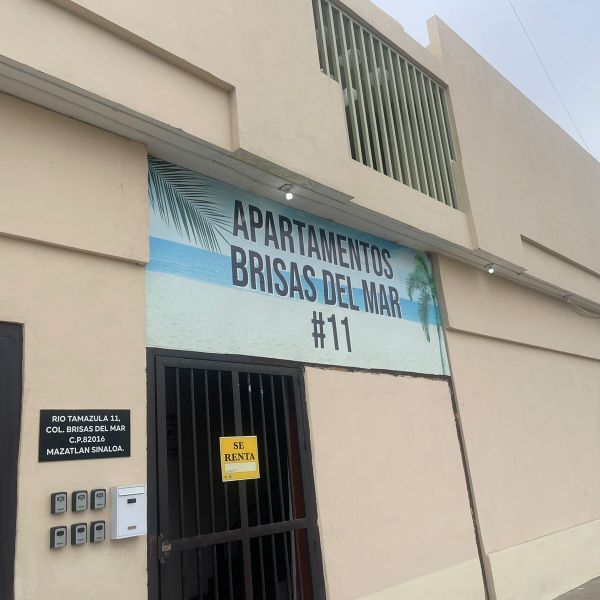 APARTAMENTOS
BRISAS DEL MAR
#11
RIO TAMAZULA 11,
COL. BRISAS DEL MAR
C.P.82016
MAZATLAN SINALOA.
SE
RENTA